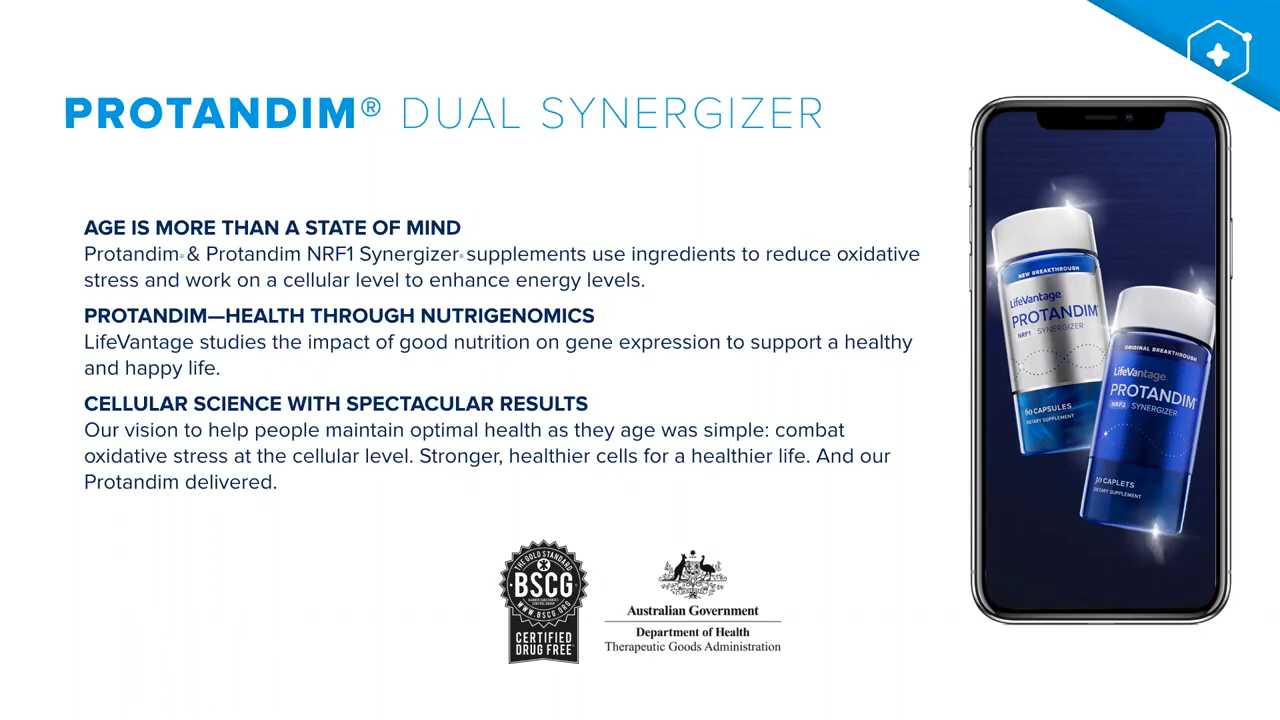 PROTANDIM® DUAL SYNERGIZER
AGE IS MORE THAN A STATE OF MIND
Protandim® & Protandim NRF1 Synergizer® supplements use ingredients to reduce oxidative
stress and work on a cellular level to enhance energy levels.
PROTANDIM—HEALTH THROUGH NUTRIGENOMICS
LifeVantage studies the impact of good nutrition on gene expression to support a healthy
and happy life.
CELLULAR SCIENCE WITH SPECTACULAR RESULTS
Our vision to help people maintain optimal health as they age was simple: combat
oxidative stress at the cellular level. Stronger, healthier cells for a healthier life. And our
Protandim delivered.
THE GOLD STANDARD
BSCG
WWW.BSCG.ORG
CERTIFIED
DRUG FREE
Australian Government
Department of Health
Therapeutic Goods Administration
NEW BREAKTHROUGH
LifeVantage
PROTANDIM
NRF1 SYNERGIZER
60 CAPSULES
DIETARY SUPPLEMENT
ORIGINAL BREAKTHROUGH
LifeVantage
PROTANDIM
NRF2 SYNERGIZER
30 CAPLETS
DIETARY SUPPLEMENT